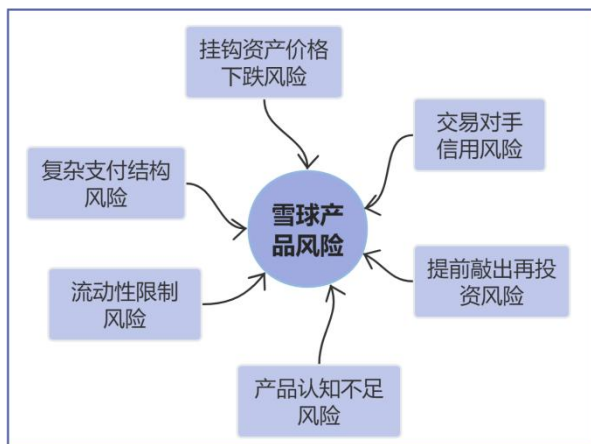 挂钩资产价格
下跌风险
交易对手
信用风险
复杂支付结构
风险
雪球产
品风险
提前敲出再投
资风险
流动性限制
风险
产品认知不足
风险